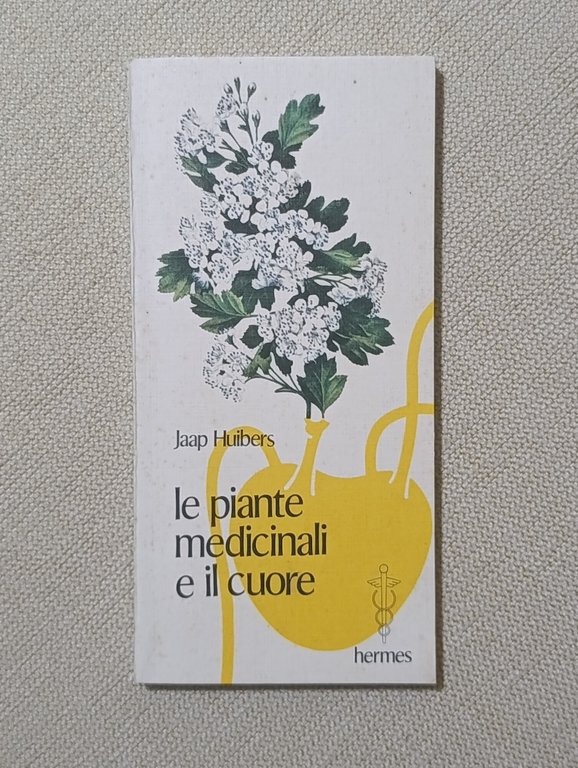 Jaap Huibers
le piante
medicinali
e il cuore
hermes